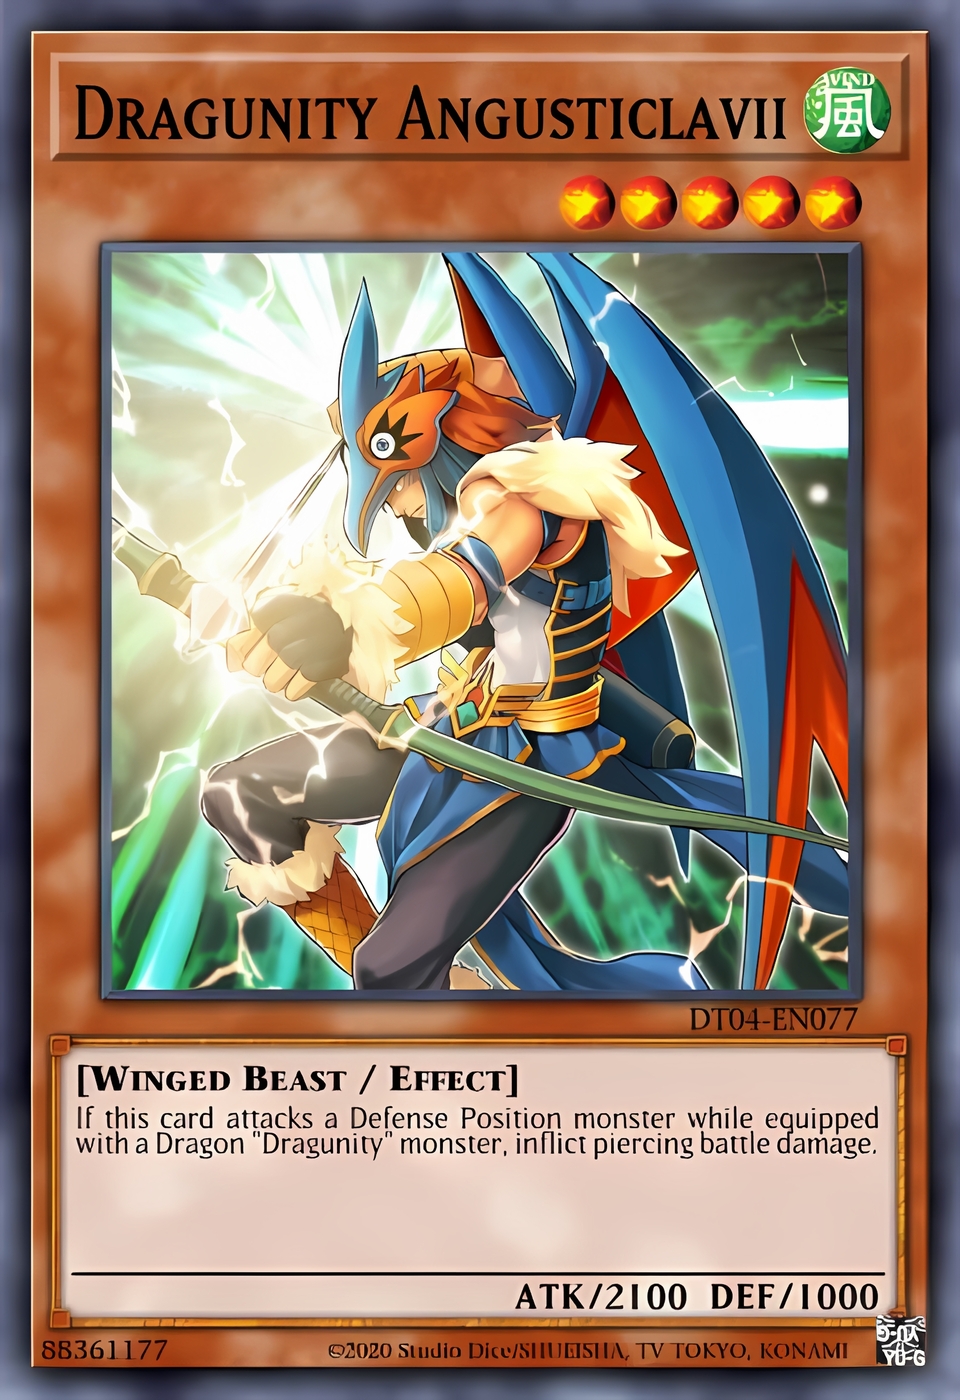 DRAGUNITY ANGUSTICLAVII
WIND
風
DT04-EN077
[WINGED BEAST / EFFECT]
If this card attacks a Defense Position monster while equipped
with a Dragon "Dragunity" monster, inflict piercing battle damage.
ATK/2100 DEF/1000
88361177
©2020 Studio Dice/SHUEISHA, TV TOKYO, KONAMI